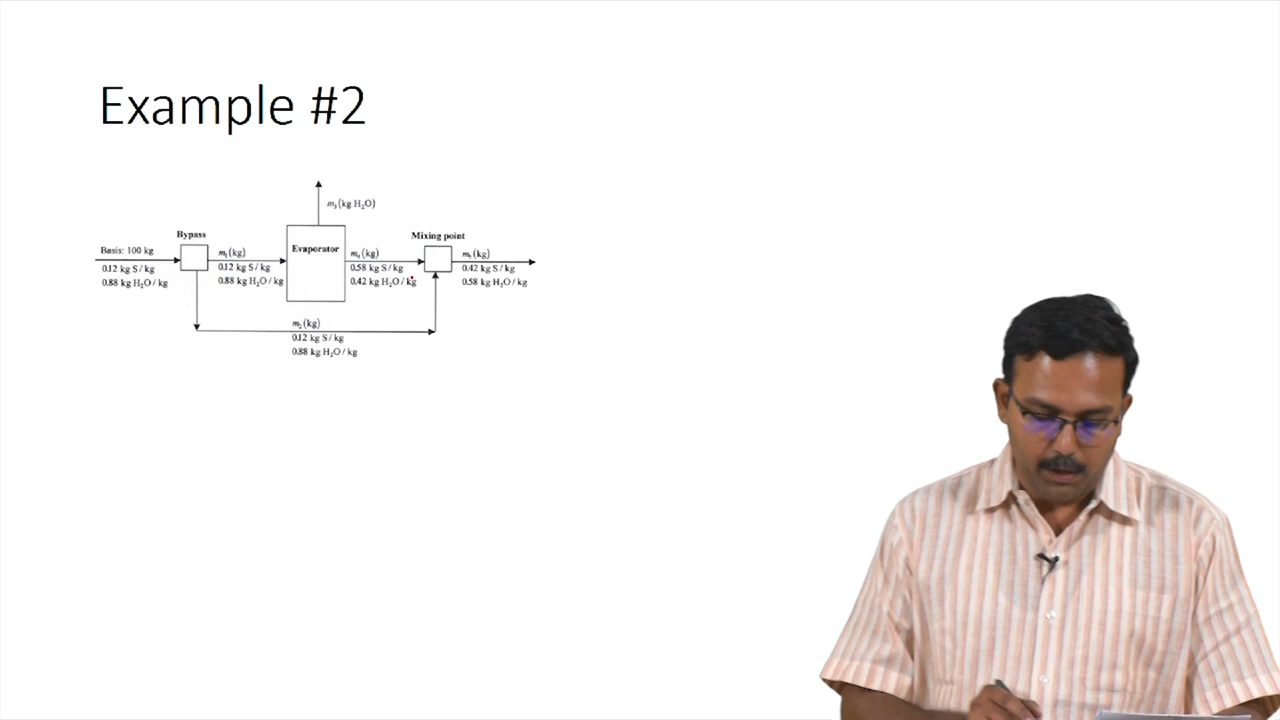 Example #2
m₃(kg H₂O)
Bypass
Evaporator
Mixing point
Basis: 100 kg
0.12 kg S/kg
0.88 kg H₂O/kg
m₁(kg)
0.12 kg S/kg
0.88 kg H₂O/kg
m₄(kg)
0.58 kg S/kg
0.42 kg H₂O/kg
m₅(kg)
0.42 kg S/kg
0.58 kg H₂O/kg
m₂(kg)
0.12 kg S/kg
0.88 kg H₂O/kg